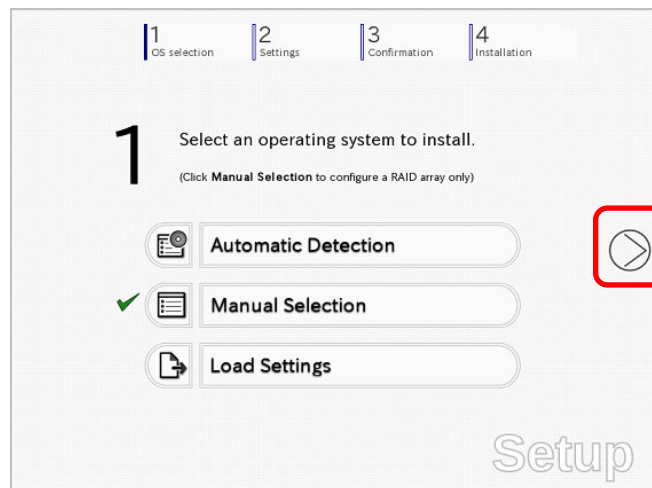 1
OS selection
2
Settings
3
Confirmation
4
Installation
1
Select an operating system to install.
(Click Manual Selection to configure a RAID array only)
Automatic Detection
Manual Selection
Load Settings
Setup